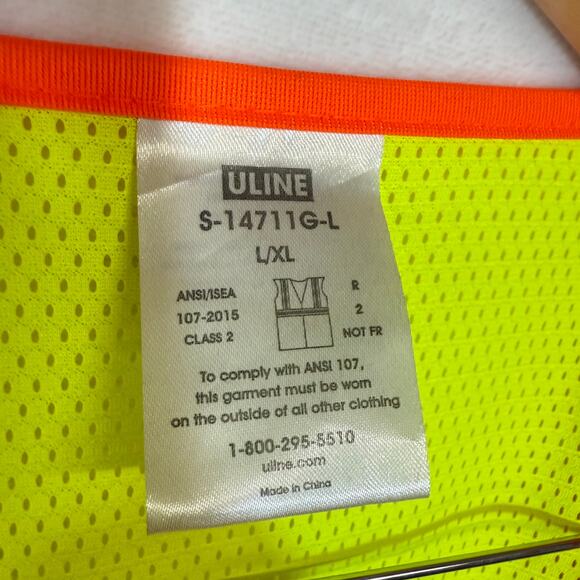 ULINE
S-14711G-L
L/XL
ANSI/ISEA
107-2015
CLASS 2
R
2
NOT FR
To comply with ANSI 107,
this garment must be worn
on the outside of all other clothing
1-800-295-5510
uline.com
Made in China